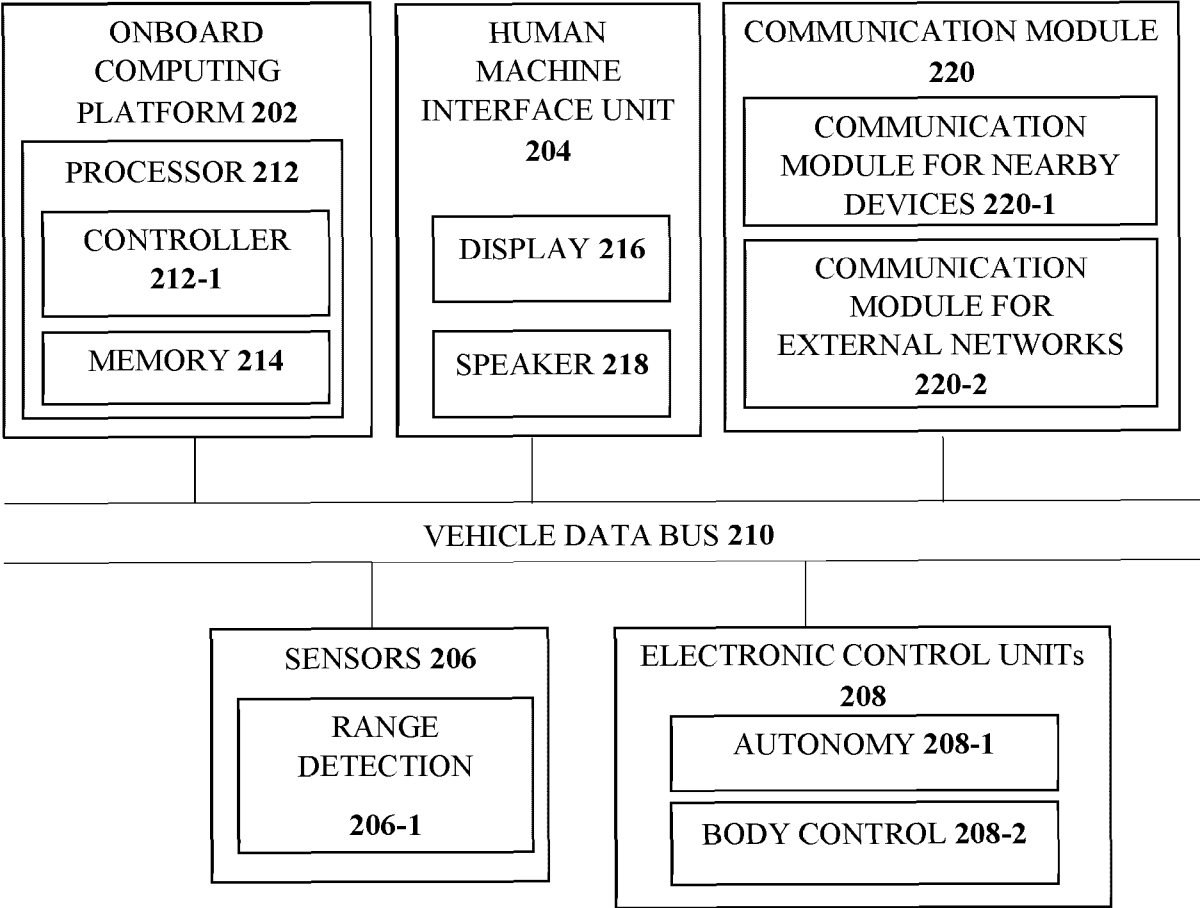 ONBOARD
COMPUTING
PLATFORM 202
PROCESSOR 212
CONTROLLER
212-1
MEMORY 214
HUMAN
MACHINE
INTERFACE UNIT
204
DISPLAY 216
SPEAKER 218
COMMUNICATION MODULE
220
COMMUNICATION
MODULE FOR NEARBY
DEVICES 220-1
COMMUNICATION
MODULE FOR
EXTERNAL NETWORKS
220-2
VEHICLE DATA BUS 210
SENSORS 206
RANGE
DETECTION
206-1
ELECTRONIC CONTROL UNITs
208
AUTONOMY 208-1
BODY CONTROL 208-2